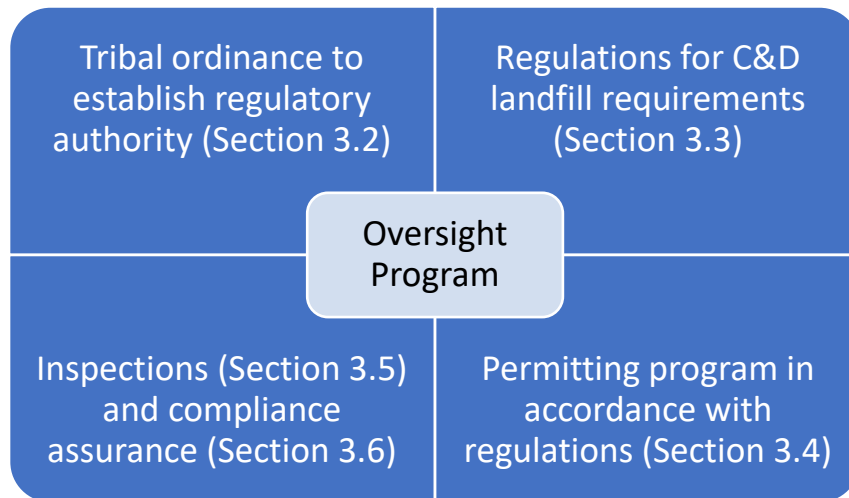 Tribal ordinance to
establish regulatory
authority (Section 3.2)
Regulations for C&D
landfill requirements
(Section 3.3)
Oversight
Program
Inspections (Section 3.5)
and compliance
assurance (Section 3.6)
Permitting program in
accordance with
regulations (Section 3.4)